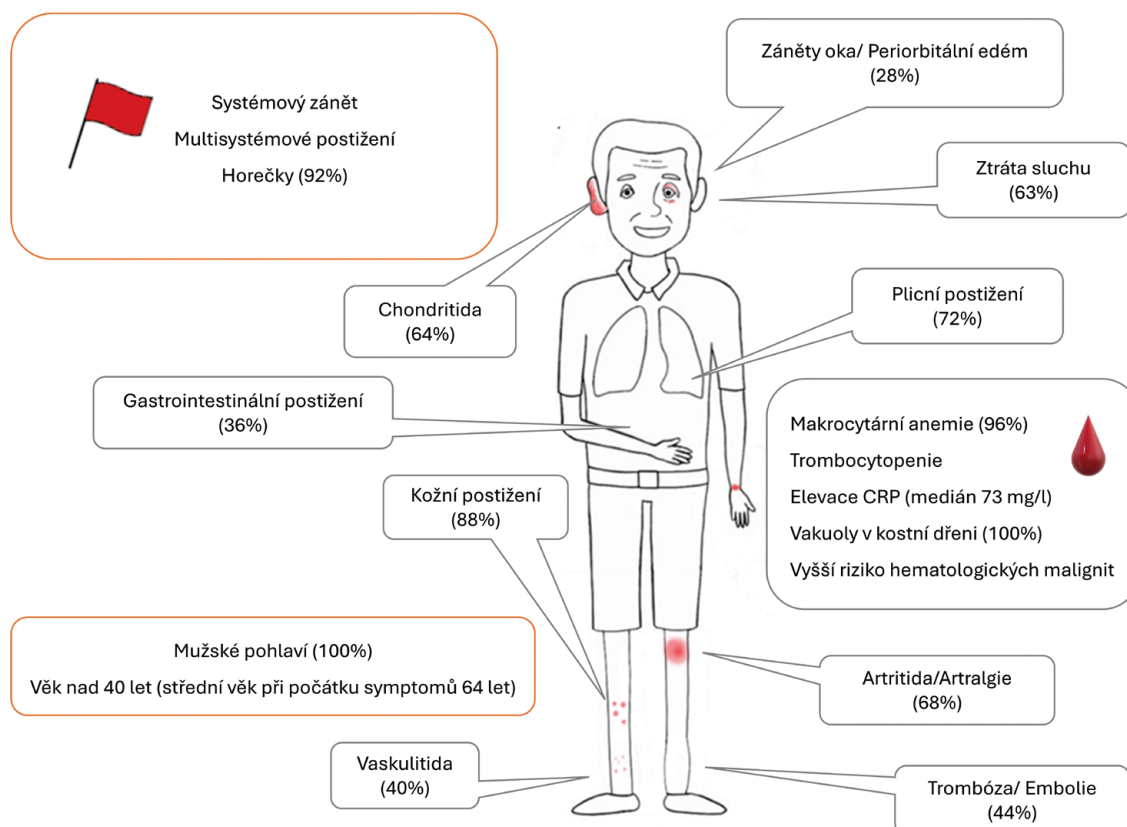 Systémový zánět
Multisystémové postižení
Horečky (92%)
Záněty oka/ Periorbitální edém
(28%)
Ztráta sluchu
(63%)
Chondritida
(64%)
Plicní postižení
(72%)
Gastrointestinální postižení
(36%)
Makrocytární anemie (96%)
Trombocytopenie
Elevace CRP (medián 73 mg/l)
Vakuoly v kostní dřeni (100%)
Vyšší riziko hematologických malignit
Kožní postižení
(88%)
Mužské pohlaví (100%)
Věk nad 40 let (střední věk při počátku symptomů 64 let)
Artritida/Artralgie
(68%)
Vaskulitida
(40%)
Trombóza/ Embolie
(44%)